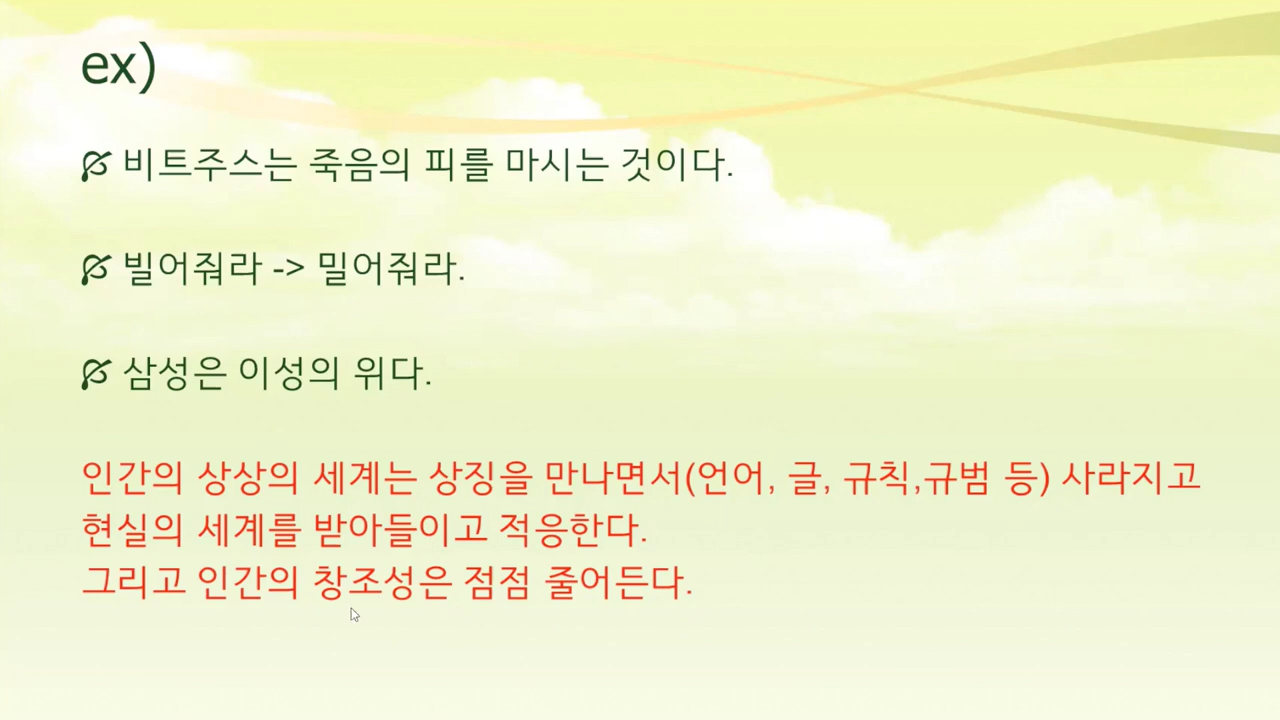 ex)
비트주스는 죽음의 피를 마시는 것이다.
빌어줘라 -> 밀어줘라.
삼성은 이성의 위다.
인간의 상상의 세계는 상징을 만나면서(언어, 글, 규칙,규범 등) 사라지고
현실의 세계를 받아들이고 적응한다.
그리고 인간의 창조성은 점점 줄어든다.